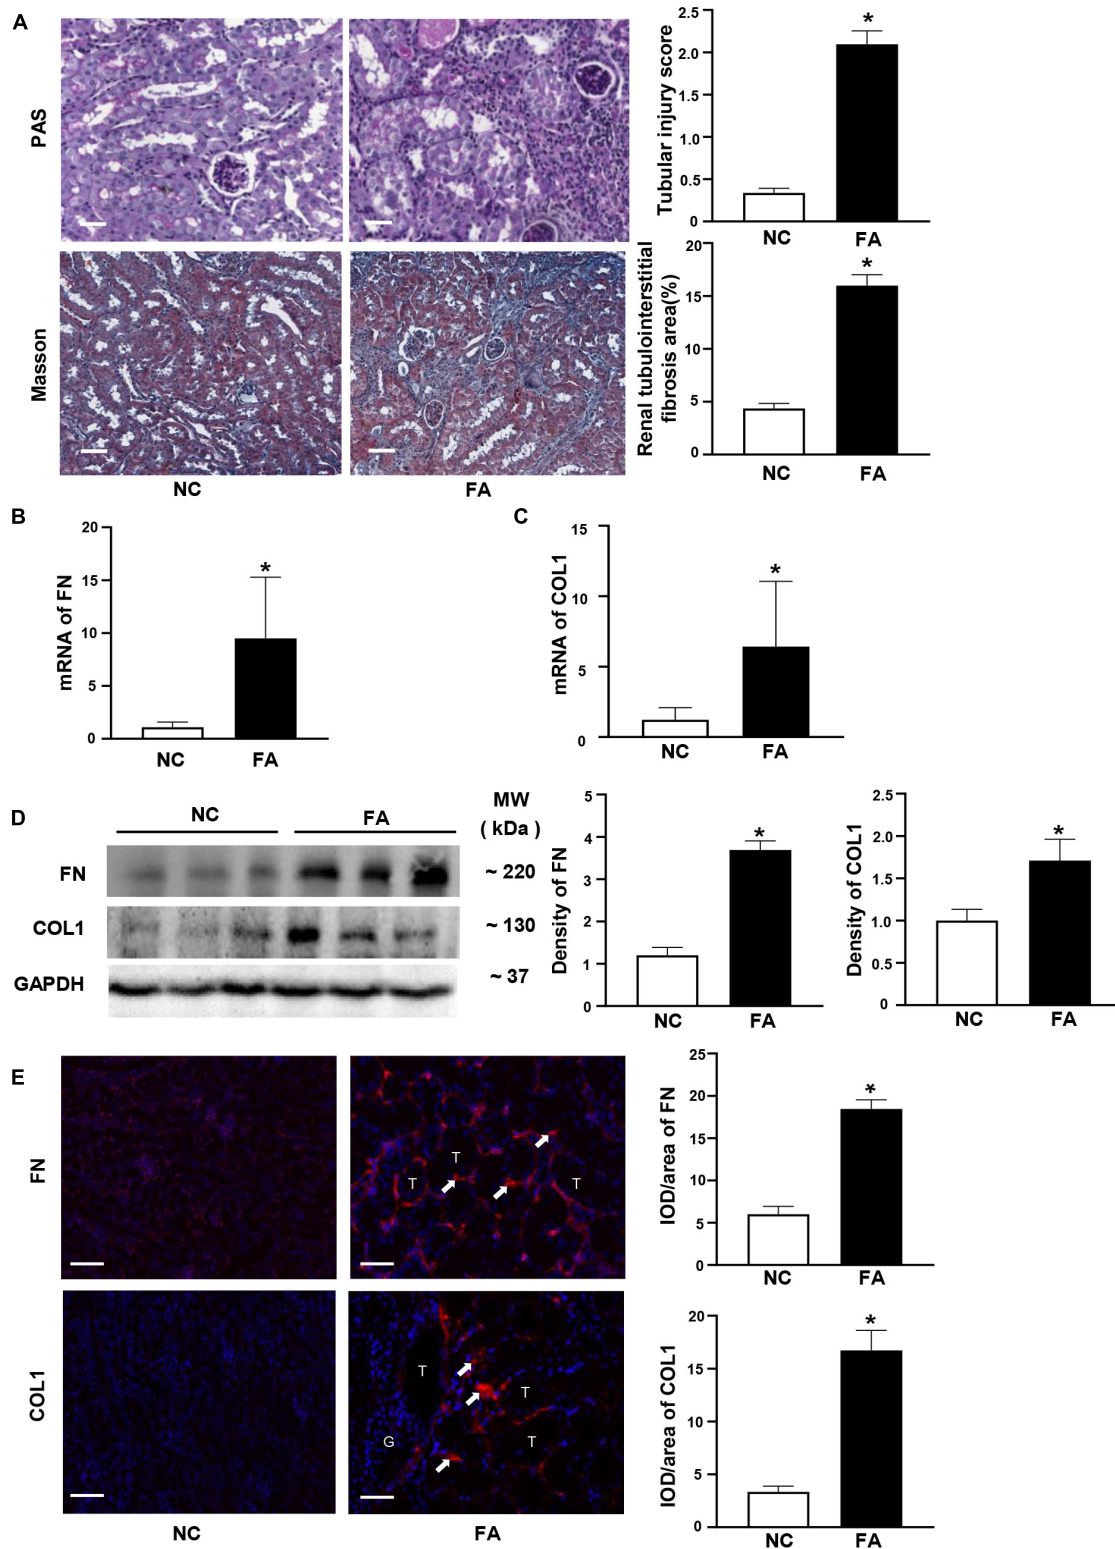 A
PAS
Masson
NC
FA
Tubular injury score
2.5
2.0
1.5
1.0
0.5
0
*
NC
FA
Renal tubulointerstitial
fibrosis area(%)
20
15
10
5
0
*
NC
FA
B
mRNA of FN
20
15
10
5
0
*
NC
FA
C
mRNA of COL1
15
10
5
0
*
NC
FA
D
NC
FA
MW
( kDa )
FN
~ 220
COL1
~ 130
GAPDH
~ 37
Density of FN
5
4
3
2
1
0
*
NC
FA
Density of COL1
2.5
2.0
1.5
1.0
0.5
0
*
NC
FA
E
FN
T
T
T
COL1
T
T
T
G
NC
FA
IOD/area of FN
25
20
15
10
5
0
*
NC
FA
IOD/area of COL1
20
15
10
5
0
*
NC
FA